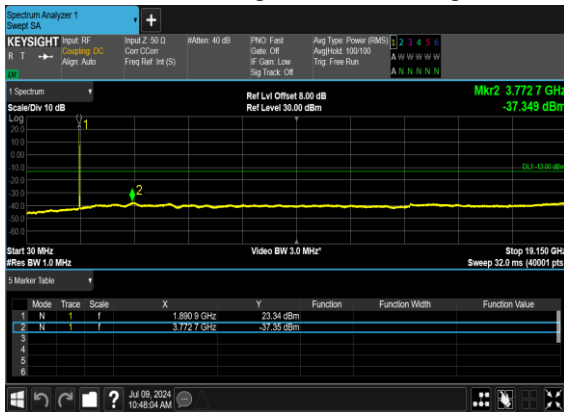 Spectrum Analyzer 1
Swept SA
+
KEYSIGHT Input: RF Input Z: 50 Ω #Atten: 40 dB PNO: Fast Avg Type: Power (RMS) 1 2 3 4 5 6
R T Coupling: DC Corr CCorr Gate: Off Avg|Hold: 100/100 A W W W W W
Align: Auto Freq Ref: Int (S) IF Gain: Low Trig: Free Run
Sig Track: Off A N N N N N
1 Spectrum
Scale/Div 10 dB
Ref Lvl Offset 8.00 dB
Ref Level 30.00 dBm
Mkr2 3.772 7 GHz
-37.349 dBm
Log
1
20.0
10.0
0.00
-10.0
DL1 -13.00 dBm
-20.0
2
-30.0
-40.0
-50.0
-60.0
Start 30 MHz Video BW 3.0 MHz* Stop 19.150 GHz
#Res BW 1.0 MHz Sweep 32.0 ms (40001 pts
5 Marker Table
Mode Trace Scale X Y Function Function Width Function Value
1 N 1 f 1.890 9 GHz 23.34 dBm
2 N 1 f 3.772 7 GHz -37.35 dBm
3
4
5
6
? Jul 09, 2024
10:48:04 AM